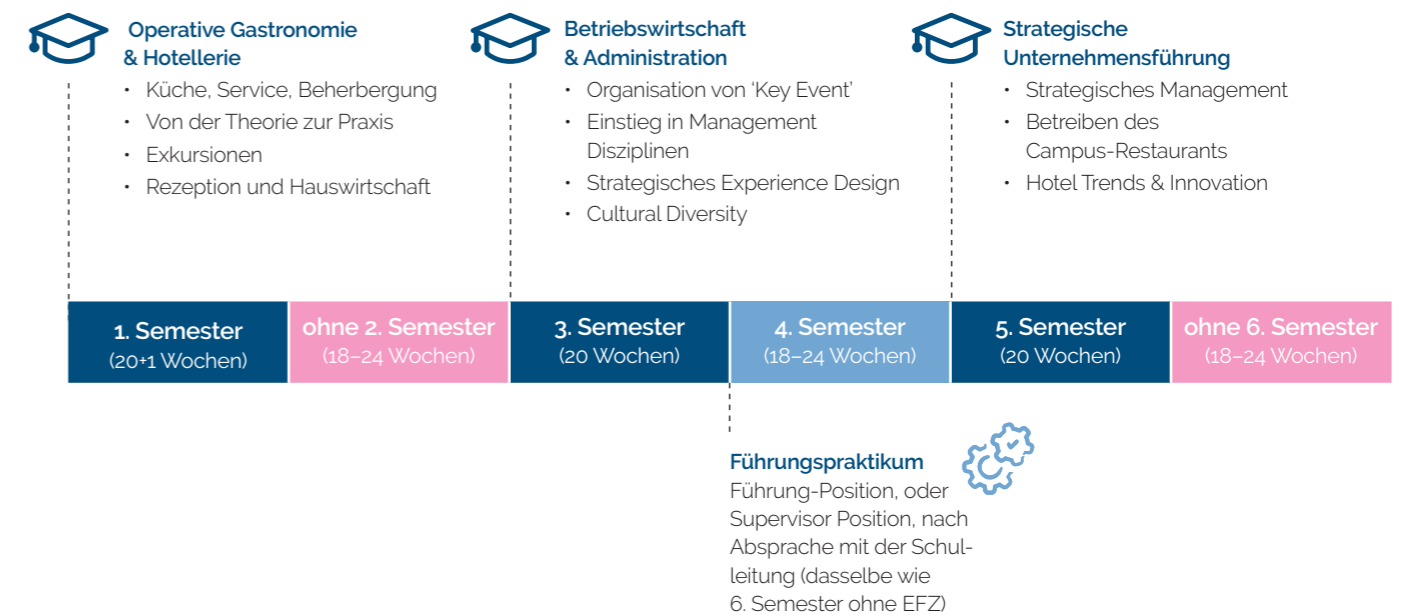 Operative Gastronomie
& Hotellerie
• Küche, Service, Beherbergung
• Von der Theorie zur Praxis
• Exkursionen
• Rezeption und Hauswirtschaft
Betriebswirtschaft
& Administration
• Organisation von ‘Key Event’
• Einstieg in Management
Disziplinen
• Strategisches Experience Design
• Cultural Diversity
Strategische
Unternehmensführung
• Strategisches Management
• Betreiben des
Campus-Restaurants
• Hotel Trends & Innovation
1. Semester
(20+1 Wochen)
ohne 2. Semester
(18–24 Wochen)
3. Semester
(20 Wochen)
4. Semester
(18–24 Wochen)
5. Semester
(20 Wochen)
ohne 6. Semester
(18–24 Wochen)
Führungspraktikum
Führung-Position, oder
Supervisor Position, nach
Absprache mit der Schul-
leitung (dasselbe wie
6. Semester ohne EFZ)